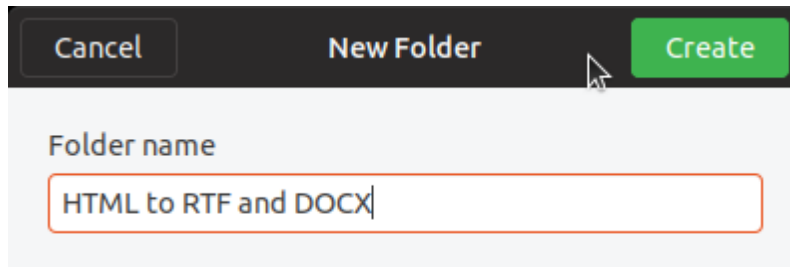 Cancel New Folder Create
Folder name
HTML to RTF and DOCX